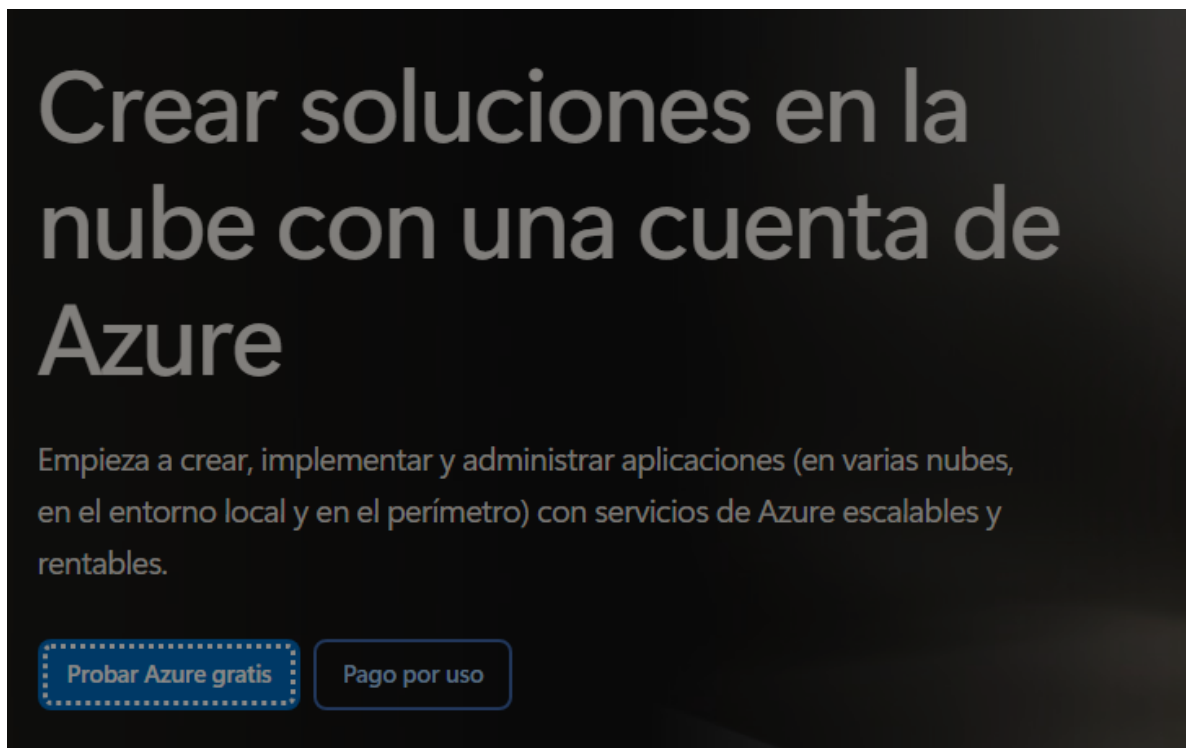 Crear soluciones en la
nube con una cuenta de
Azure
Empieza a crear, implementar y administrar aplicaciones (en varias nubes,
en el entorno local y en el perímetro) con servicios de Azure escalables y
rentables.
Probar Azure gratis
Pago por uso